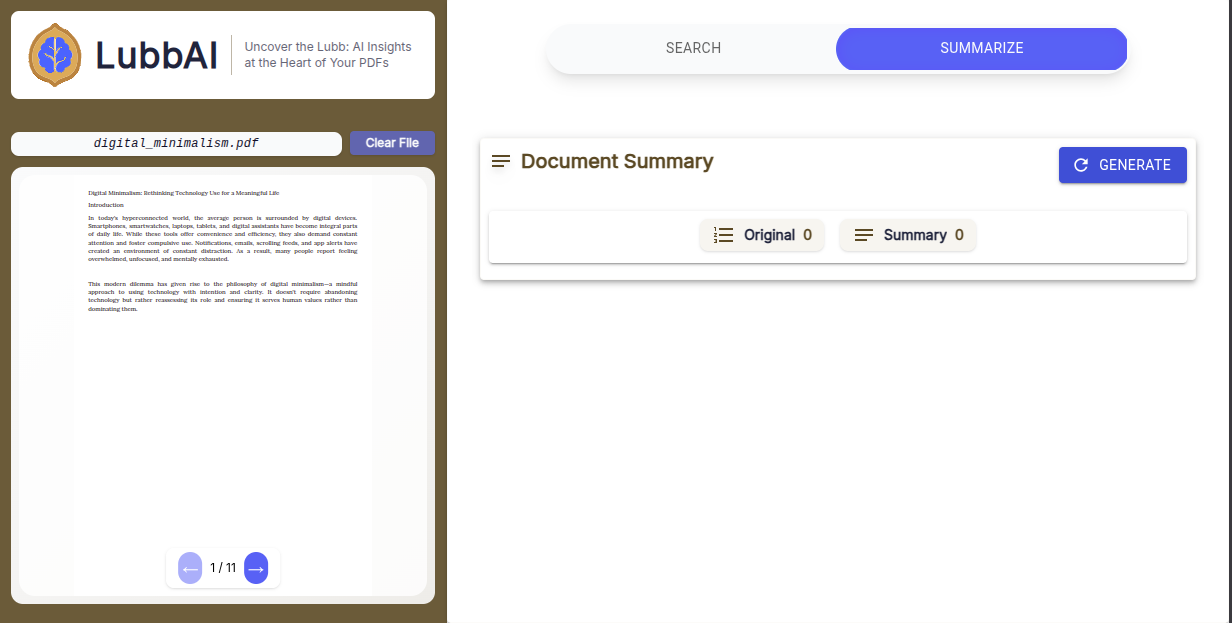 LubbAI
Uncover the Lubb: AI Insights
at the Heart of Your PDFs
digital_minimalism.pdf
Clear File
Digital Minimalism: Rethinking Technology Use for a Meaningful Life
Introduction
In today's hyperconnected world, the average person is surrounded by digital devices.
Smartphones, smartwatches, laptops, tablets, and digital assistants have become integral parts
of daily life. While these tools offer convenience and efficiency, they also demand constant
attention and foster compulsive use. Notifications, emails, scrolling feeds, and app alerts have
created an environment of constant distraction. As a result, many people report feeling
overwhelmed, unfocused, and mentally exhausted.
This modern dilemma has given rise to the philosophy of digital minimalism—a mindful
approach to using technology with intention and clarity. It doesn't require abandoning
technology but rather reassessing its role and ensuring it serves human values rather than
dominating them.
← 1 / 11 →
SEARCH
SUMMARIZE
Document Summary
GENERATE
Original 0
Summary 0